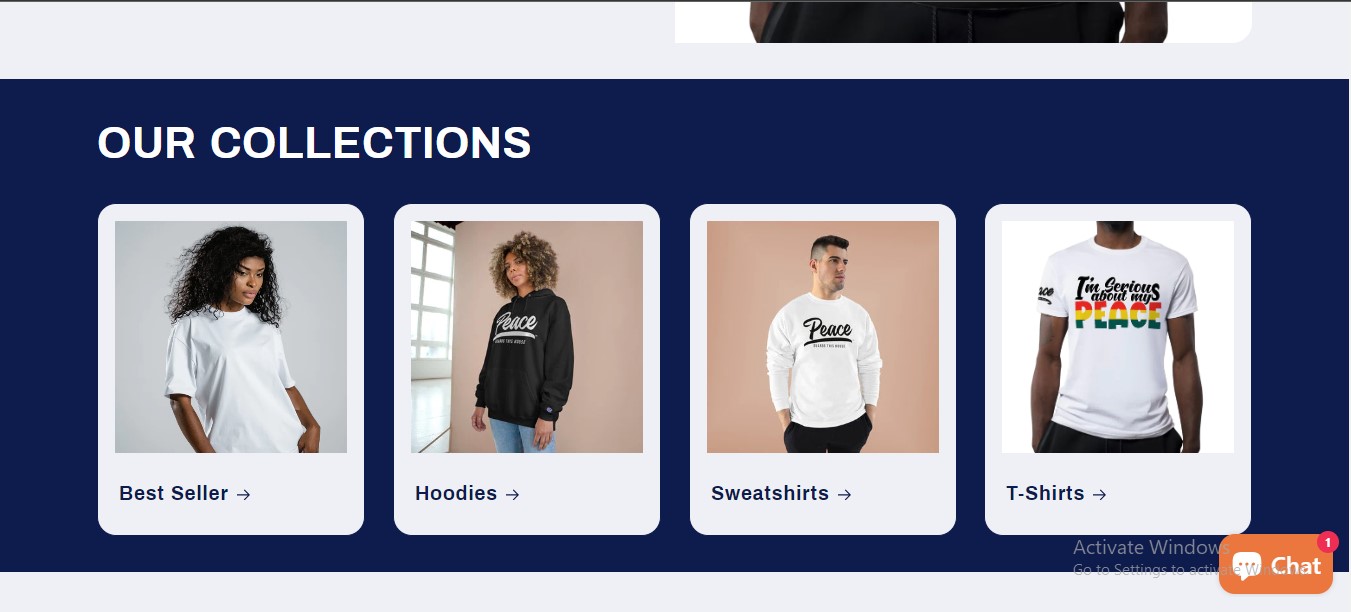 OUR COLLECTIONS
Peace
Peace
I'm Serious
about my
PEACE
Best Seller →
Hoodies →
Sweatshirts →
T-Shirts →
Activate Windows
Go to Settings to activate Windows.
1
Chat